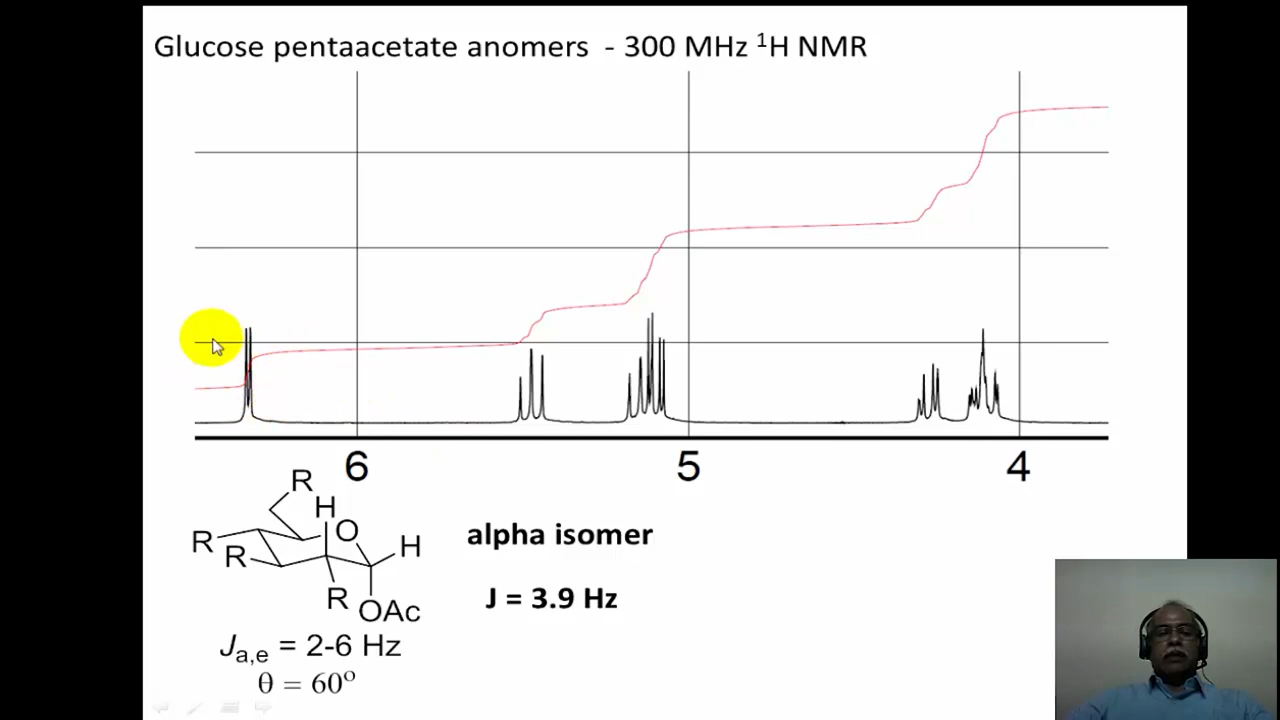 Glucose pentaacetate anomers - 300 MHz ¹H NMR
6 5 4
R
H
R O
R H
R OAc
alpha isomer
J = 3.9 Hz
Jₐ,ₑ = 2-6 Hz
θ = 60º